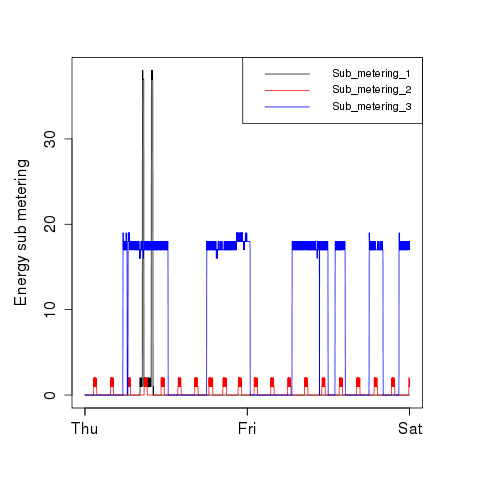 Sub_metering_1
Sub_metering_2
Sub_metering_3
Energy sub metering
30
20
10
0
Thu Fri Sat